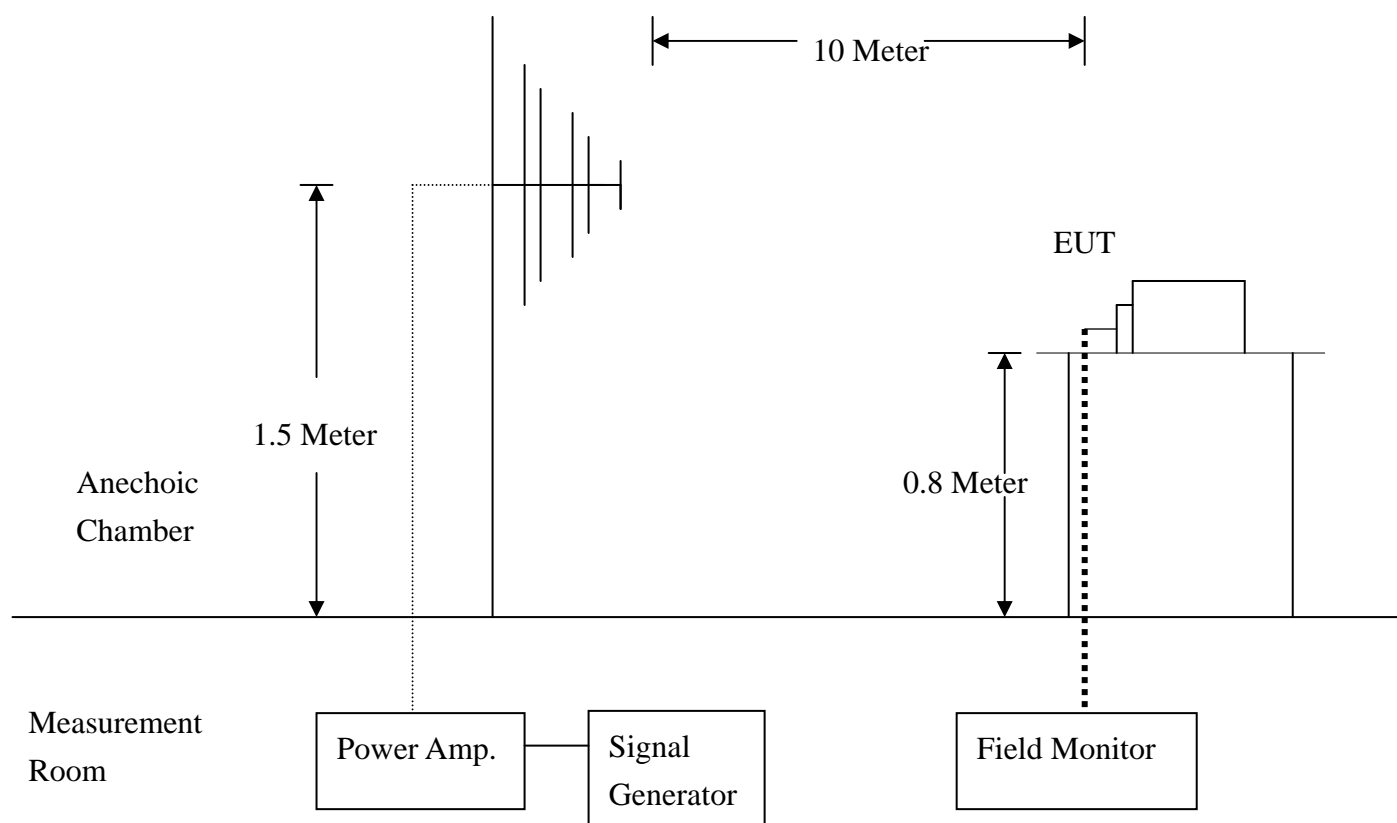 10 Meter
EUT
1.5 Meter
Anechoic
Chamber
0.8 Meter
Measurement
Room
Power Amp.
Signal
Generator
Field Monitor